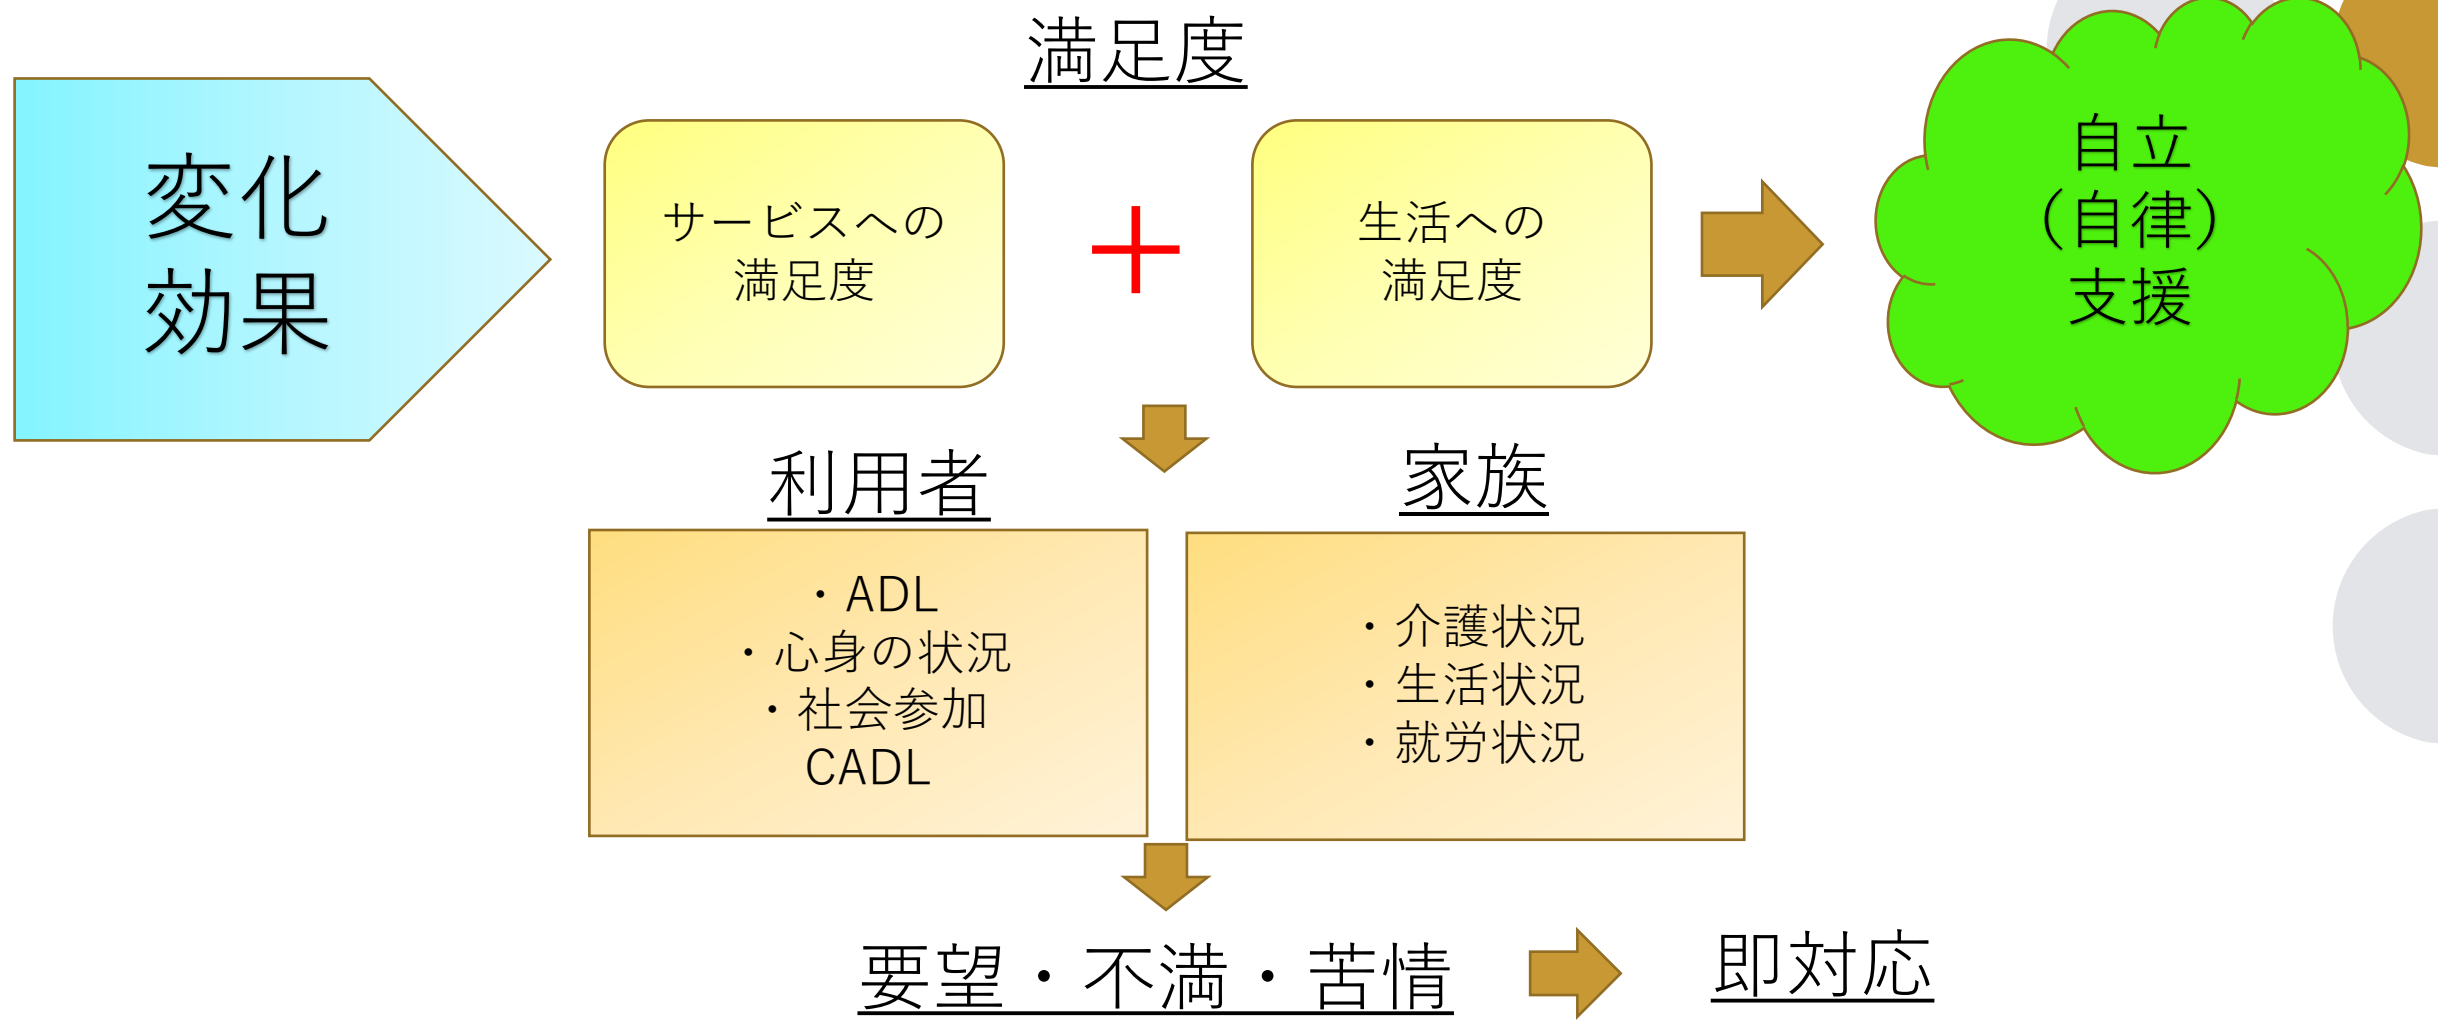 満足度
変化
効果
サービスへの
満足度
+
生活への
満足度
自立
（自律）
支援
利用者
・ADL
・心身の状況
・社会参加
CADL
家族
・介護状況
・生活状況
・就労状況
要望・不満・苦情
即対応